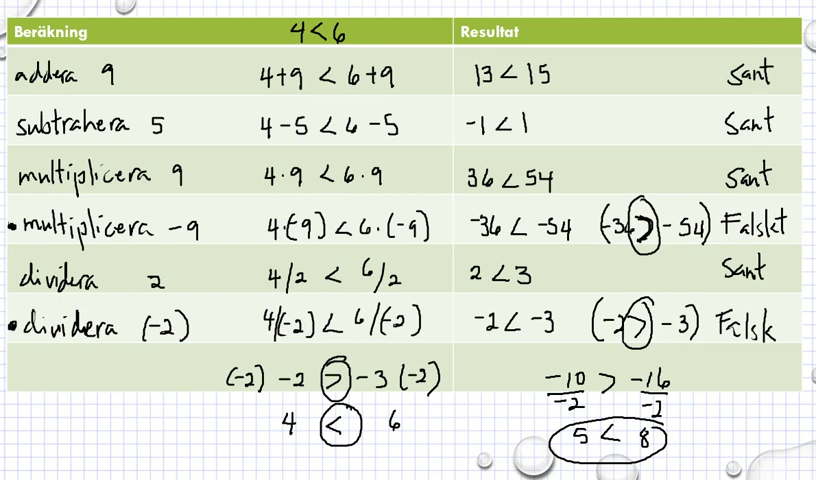 Beräkning 4 < 6 Resultat
addera 9 4+9 < 6+9 13 < 15 Sant
subtrahera 5 4-5 < 6-5 -1 < 1 Sant
multiplicera 9 4·9 < 6·9 36 < 54 Sant
• multiplicera -9 4·(-9) < 6·(-9) -36 < -54 (-36 > -54) Falskt
dividera 2 4/2 < 6/2 2 < 3 Sant
• dividera (-2) 4/(-2) < 6/(-2) -2 < -3 (-2 > -3) Falsk
(-2) -2 > -3 (-2) -10/-2 > -16/-2
4 < 6 5 < 8